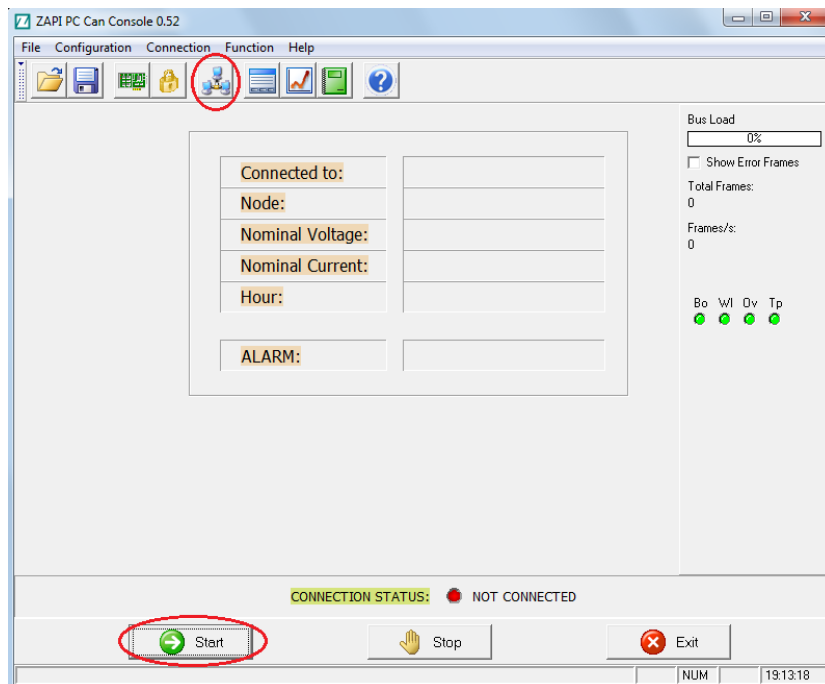 ZAPI PC Can Console 0.52
File Configuration Connection Function Help
Bus Load
0%
Show Error Frames
Total Frames:
0
Frames/s:
0
Bo Wl Ov Tp
Connected to:
Node:
Nominal Voltage:
Nominal Current:
Hour:
ALARM:
CONNECTION STATUS: NOT CONNECTED
Start Stop Exit
NUM 19:13:18